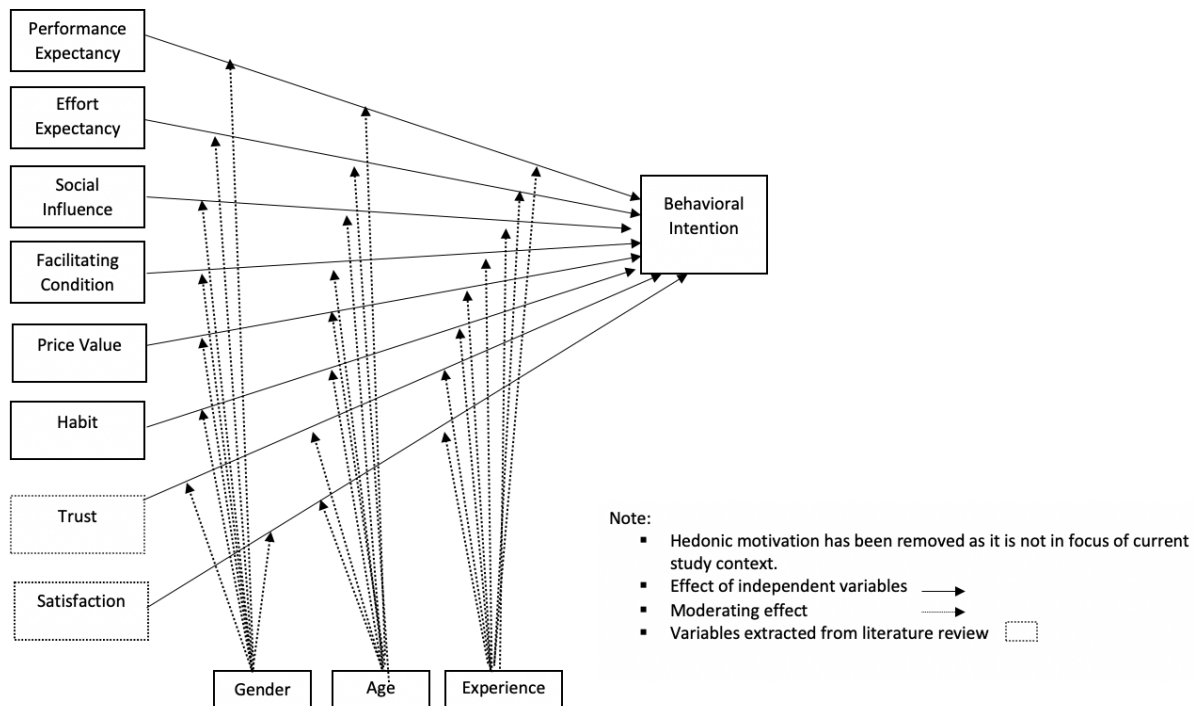 Performance
Expectancy
Effort
Expectancy
Social
Influence
Facilitating
Condition
Price Value
Habit
Trust
Satisfaction
Behavioral
Intention
Gender
Age
Experience
Note:
▪ Hedonic motivation has been removed as it is not in focus of current
study context.
▪ Effect of independent variables
▪ Moderating effect
▪ Variables extracted from literature review